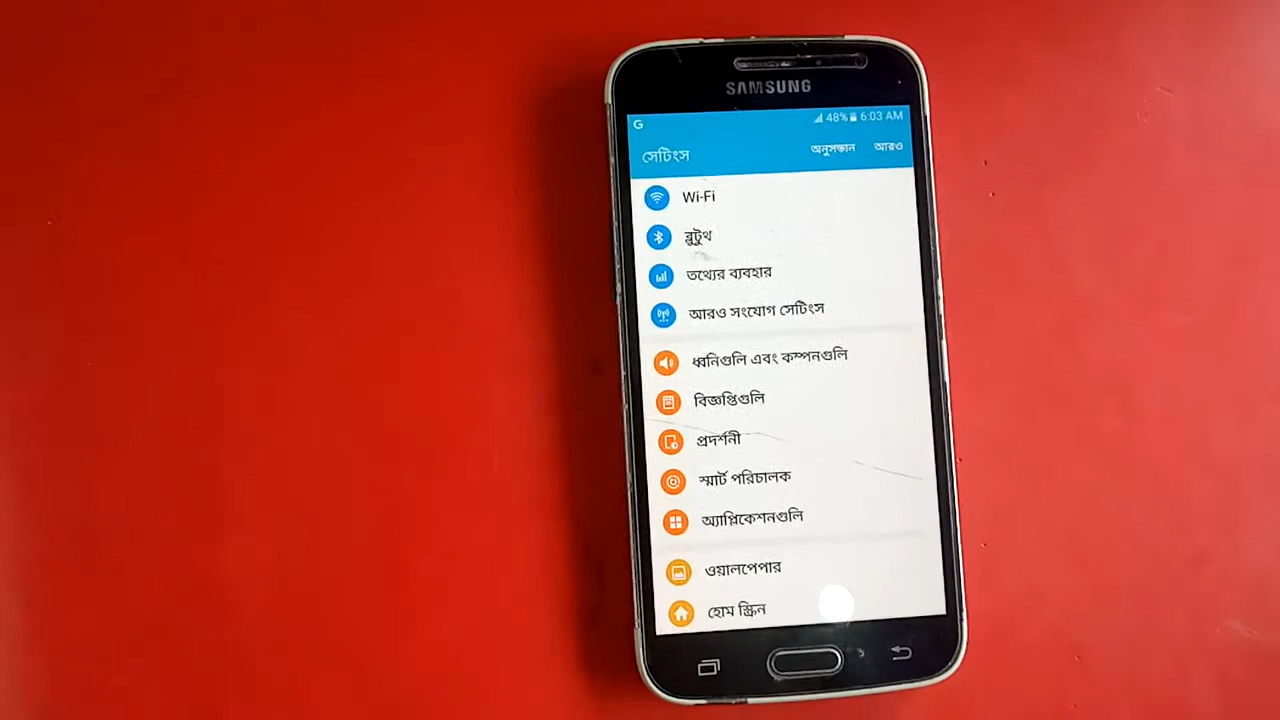 SAMSUNG
G 48% 6:03 AM
সেটিংস অনুসন্ধান আরও
Wi-Fi
ব্লুটুথ
তথ্যের ব্যবহার
আরও সংযোগ সেটিংস
ধ্বনিগুলি এবং কম্পনগুলি
বিজ্ঞপ্তিগুলি
প্রদর্শনী
স্মার্ট পরিচালক
অ্যাপ্লিকেশনগুলি
ওয়ালপেপার
হোম স্ক্রিন